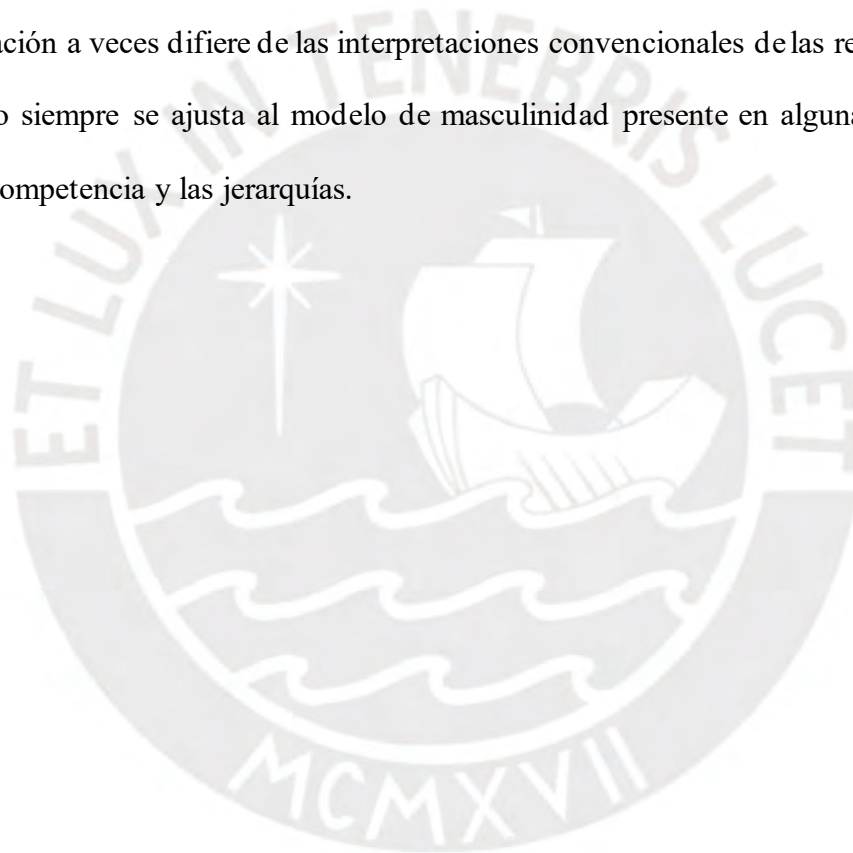 ación a veces difiere de las interpretaciones convencionales de las re
o siempre se ajusta al modelo de masculinidad presente en alguna
ompetencia y las jerarquías.
ET LUX IN TENEBRIS LUCET
MCMXVII